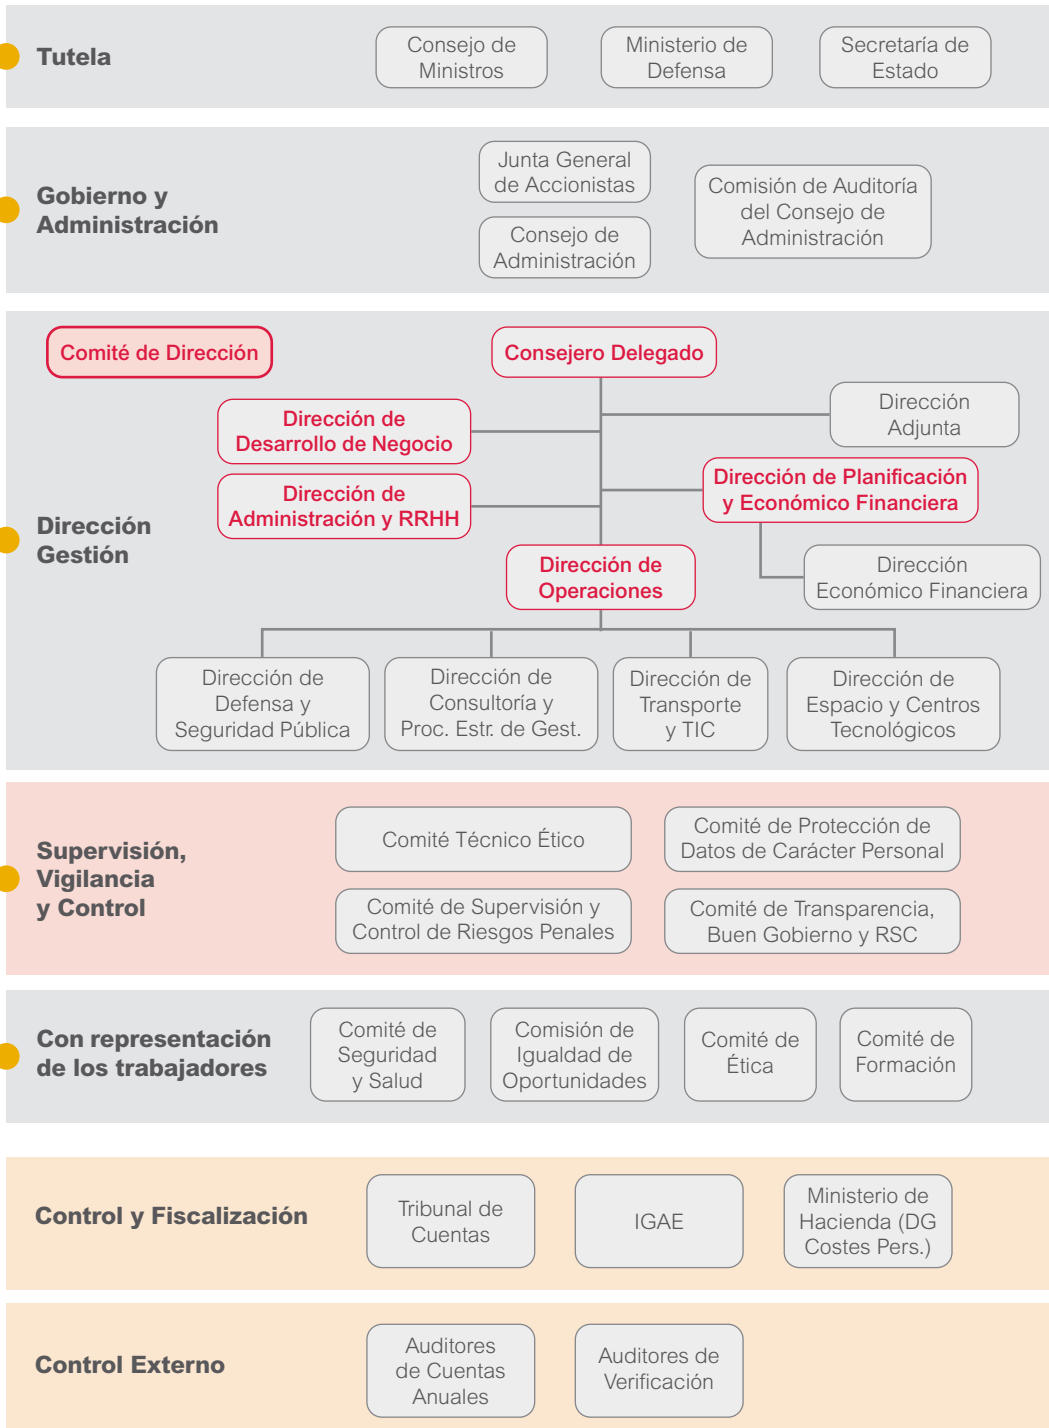 Tutela
Consejo de
Ministros
Ministerio de
Defensa
Secretaría de
Estado
Gobierno y
Administración
Junta General
de Accionistas
Consejo de
Administración
Comisión de Auditoría
del Consejo de
Administración
Dirección
Gestión
Comité de Dirección
Consejero Delegado
Dirección de
Desarrollo de Negocio
Dirección
Adjunta
Dirección de
Administración y RRHH
Dirección de Planificación
y Económico Financiera
Dirección de
Operaciones
Dirección
Económico Financiera
Dirección de
Defensa y
Seguridad Pública
Dirección de
Consultoría y
Proc. Estr. de Gest.
Dirección de
Transporte
y TIC
Dirección de
Espacio y Centros
Tecnológicos
Supervisión,
Vigilancia
y Control
Comité Técnico Ético
Comité de Protección de
Datos de Carácter Personal
Comité de Supervisión y
Control de Riesgos Penales
Comité de Transparencia,
Buen Gobierno y RSC
Con representación
de los trabajadores
Comité de
Seguridad
y Salud
Comisión de
Igualdad de
Oportunidades
Comité de
Ética
Comité de
Formación
Control y Fiscalización
Tribunal de
Cuentas
IGAE
Ministerio de
Hacienda (DG
Costes Pers.)
Control Externo
Auditores
de Cuentas
Anuales
Auditores de
Verificación